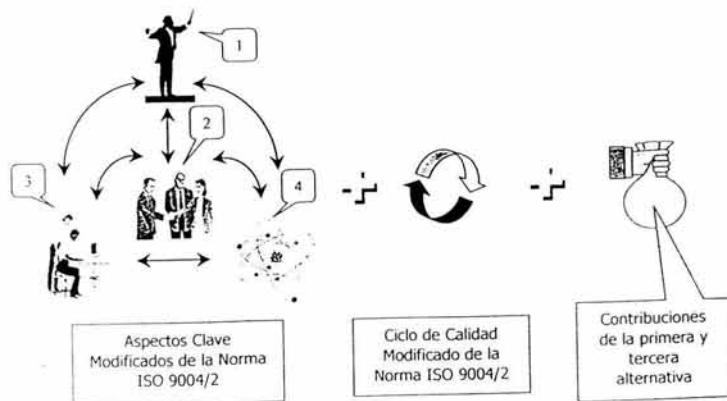 1
2
3
4
Aspectos Clave
Modificados de la Norma
ISO 9004/2
Ciclo de Calidad
Modificado de la
Norma ISO 9004/2
Contribuciones
de la primera y
tercera
alternativa